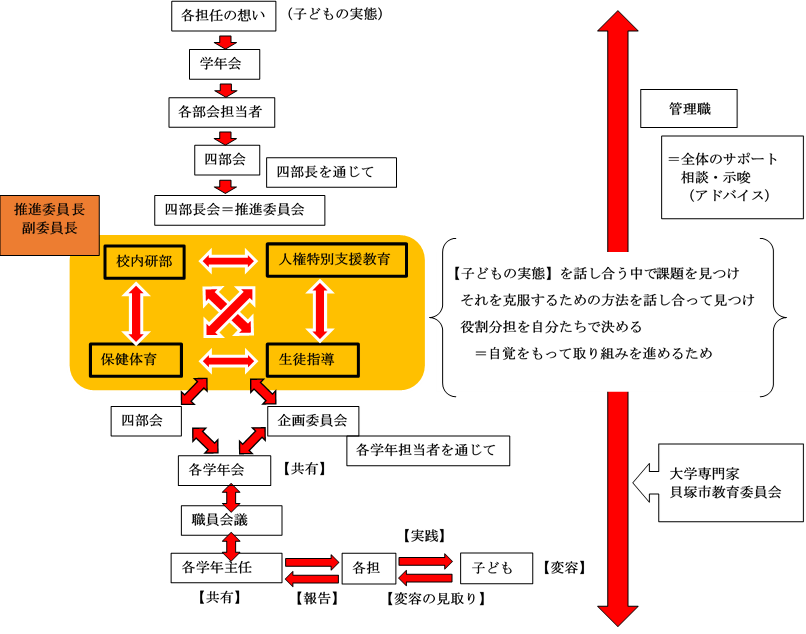 各担任の想い
（子どもの実態）
学年会
各部会担当者
四部会
四部長を通じて
四部長会＝推進委員会
管理職
＝全体のサポート
相談・示唆
（アドバイス）
推進委員長
副委員長
校内研部
人権特別支援教育
保健体育
生徒指導
【子どもの実態】を話し合う中で課題を見つけ
それを克服するための方法を話し合って見つけ
役割分担を自分たちで決める
＝自覚をもって取り組みを進めるため
四部会
企画委員会
各学年担当者を通じて
各学年会
【共有】
職員会議
大学専門家
貝塚市教育委員会
各学年主任
【共有】
【報告】
各担
【実践】
【変容の見取り】
子ども
【変容】